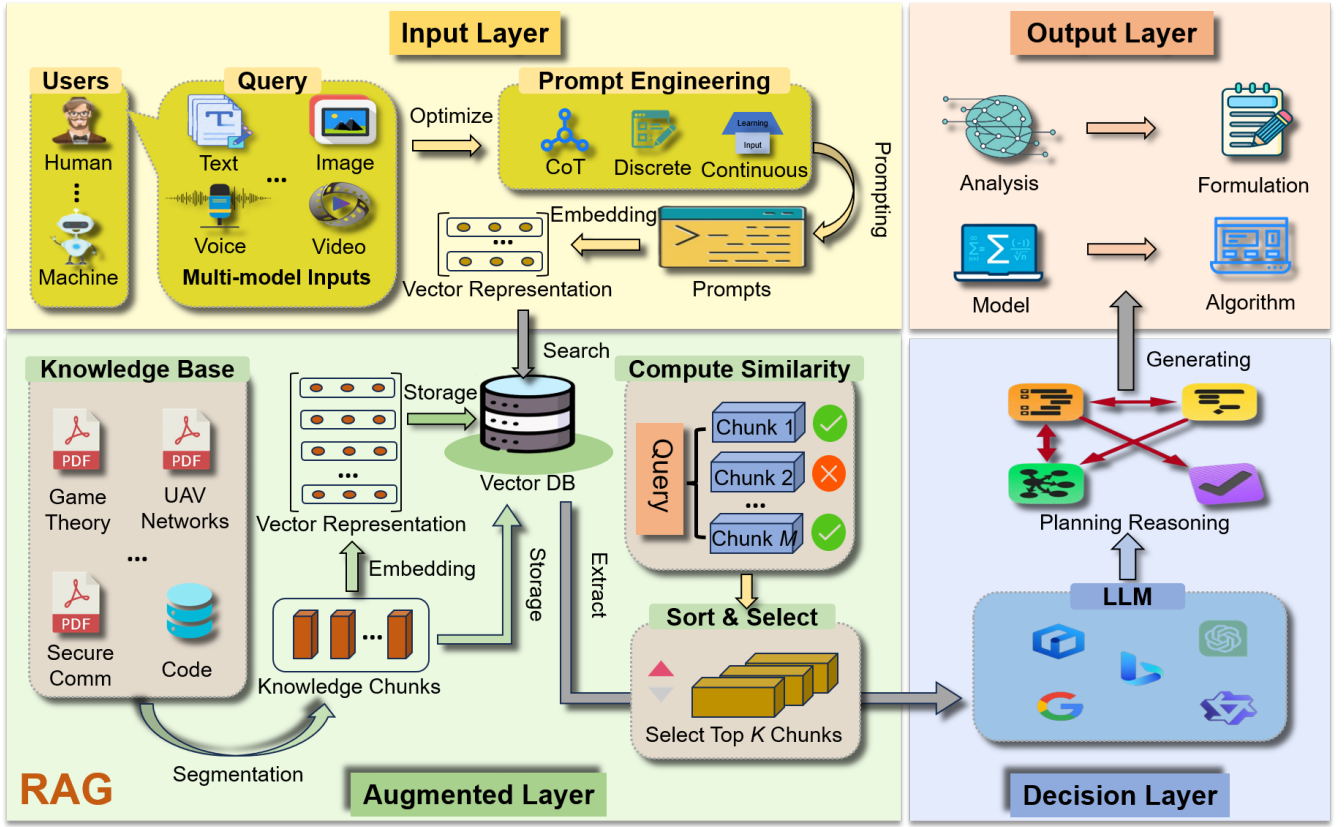 Input Layer
Users
Human
Machine
Query
Text
Image
...
Voice
Video
Multi-model Inputs
Optimize
Prompt Engineering
CoT
Discrete
Learning
Input
Continuous
Prompting
Prompts
Embedding
...
Vector Representation
Search
Output Layer
Analysis
Formulation
Model
Algorithm
Knowledge Base
PDF
Game
Theory
PDF
UAV
Networks
...
PDF
Secure
Comm
Code
Segmentation
Knowledge Chunks
...
Embedding
...
Vector Representation
Storage
Storage
Vector DB
Extract
Compute Similarity
Query
Chunk 1
Chunk 2
...
Chunk M
Sort & Select
Select Top K Chunks
RAG
Augmented Layer
Generating
Planning Reasoning
LLM
Decision Layer